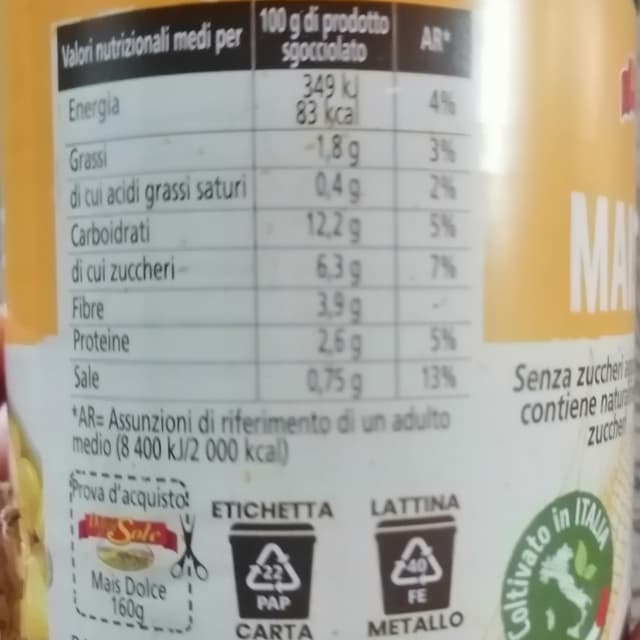 Valori nutrizionali medi per 100 g di prodotto sgocciolato AR*
Energia 349 kJ 83 kcal 4%
Grassi 1,8 g 3%
di cui acidi grassi saturi 0,4 g 2%
Carboidrati 12,2 g 5%
di cui zuccheri 6,3 g 7%
Fibre 3,9 g -
Proteine 2,6 g 5%
Sale 0,75 g 13%
*AR= Assunzioni di riferimento di un adulto
medio (8 400 kJ/2 000 kcal)
MAI
Senza zuccheri
contiene natura
zuccheri
Prova d'acquisto:
Sole
Mais Dolce
160g
ETICHETTA LATTINA
22 40
PAP FE
CARTA METALLO
Coltivato in ITALIA